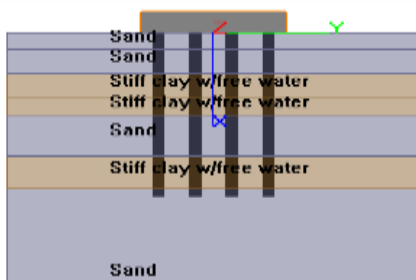 Z
Y
Sand
Sand
Stiff clay w/free water
Stiff clay w/free water
X
Sand
Stiff clay w/free water
Sand